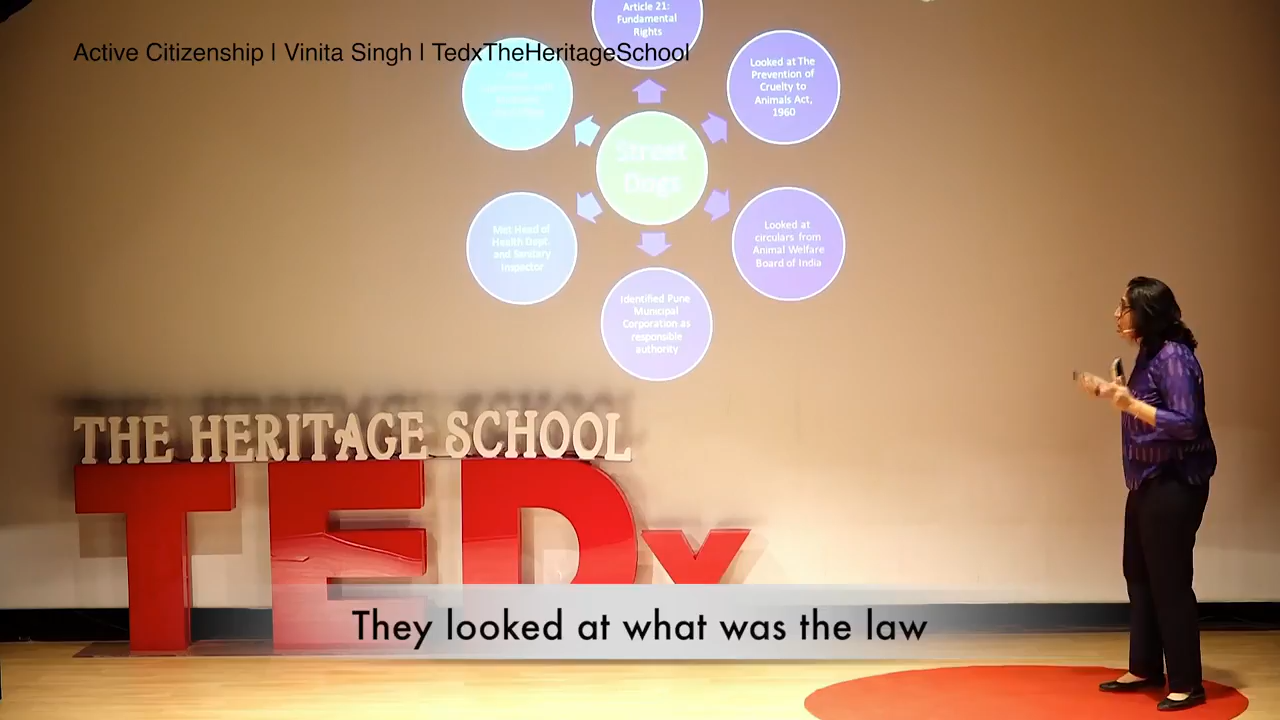 Article 21:
Fundamental
Rights
Active Citizenship | Vinita Singh | TedxTheHeritageSchool
Looked at The
Prevention of
Cruelty to
Animals Act,
1960
Street
Dogs
Looked at
circulars from
Animal Welfare
Board of India
Identified Pune
Municipal
Corporation as
responsible
authority
Met Head of
Health Dept.
and Sanitary
Inspector
THE HERITAGE SCHOOL
TEDx
They looked at what was the law